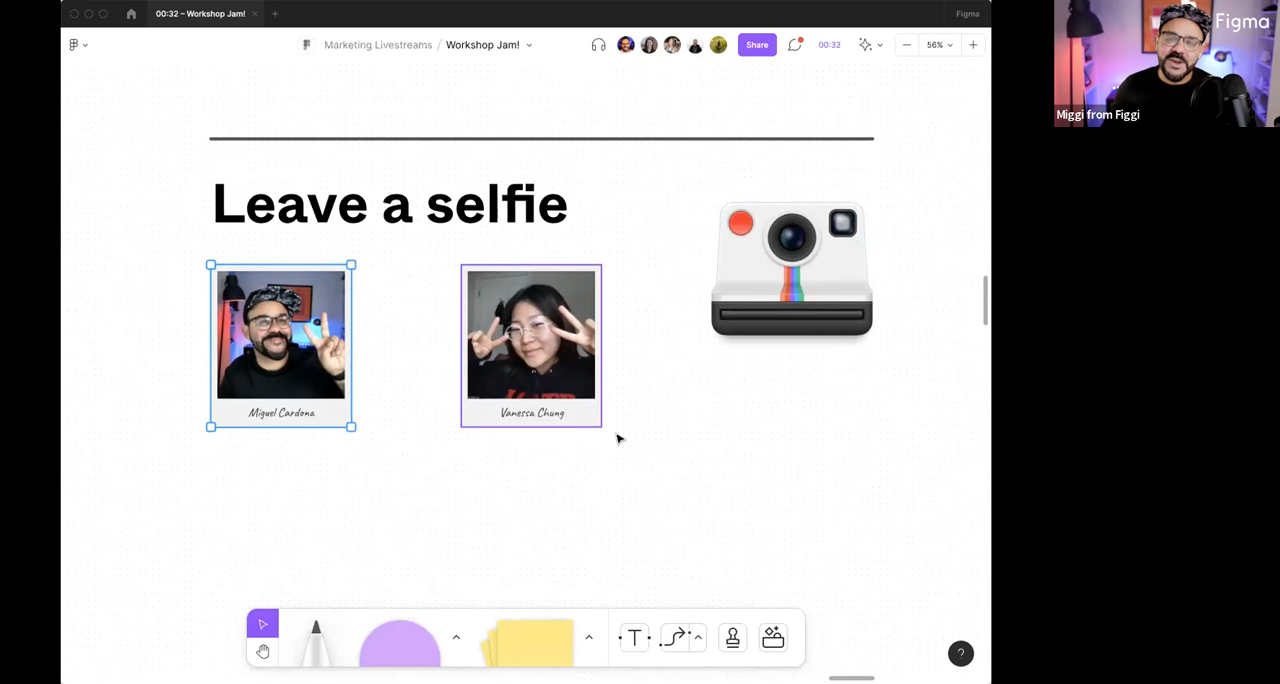 00:32 – Workshop Jam!
Figma
Marketing Livestreams / Workshop Jam!
Share
00:32
56%
Figma
Miggi from Figgi
Leave a selfie
Miguel Cardona
Vanessa Chung
T
?